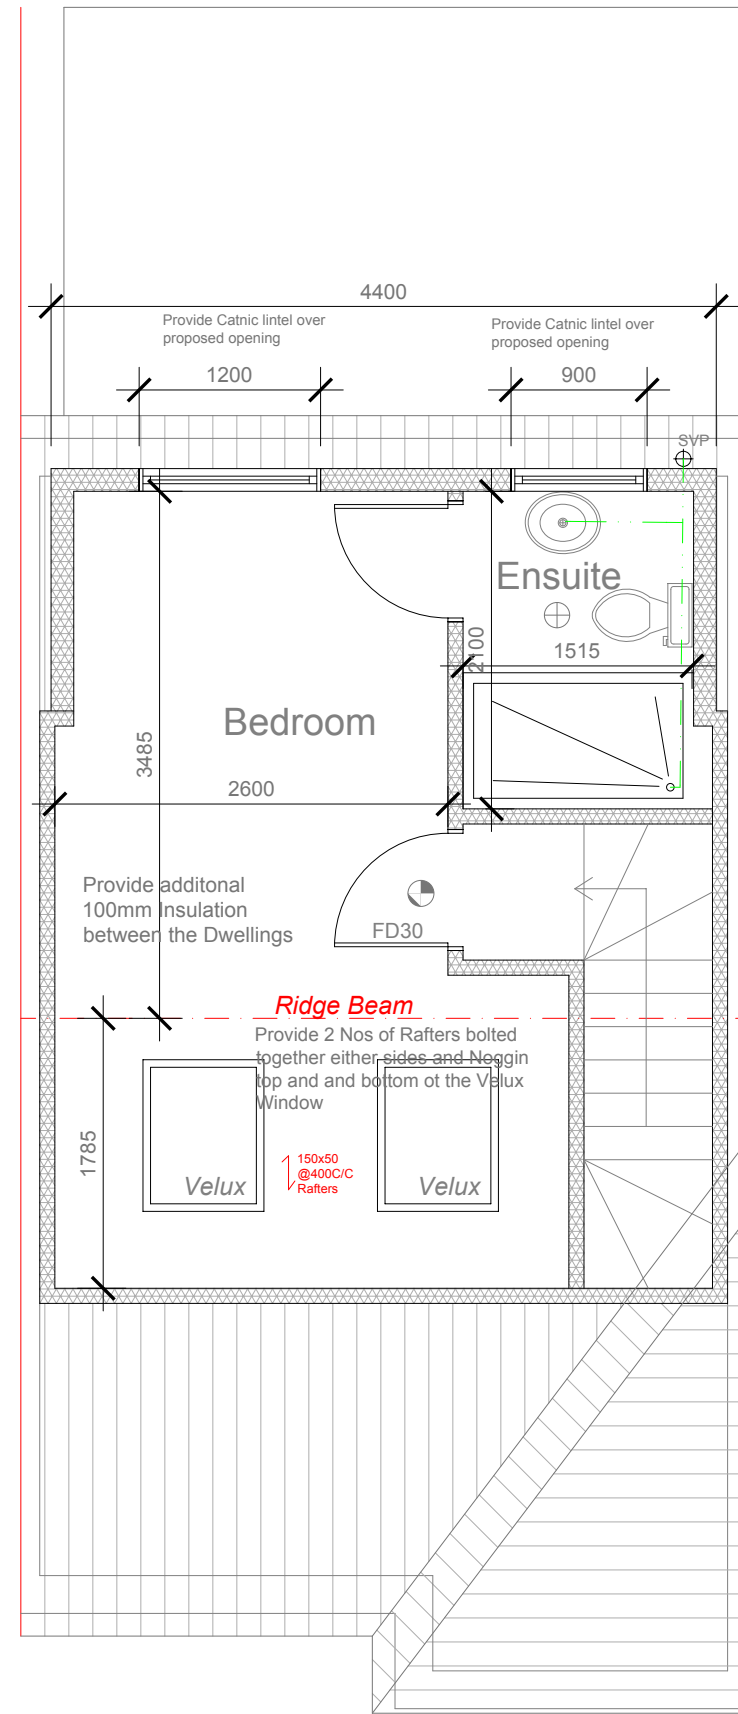 4400
Provide Catnic lintel over
proposed opening
Provide Catnic lintel over
proposed opening
1200
900
SVP
Ensuite
2100
1515
Bedroom
3485
2600
Provide additonal
100mm Insulation
between the Dwellings
FD30
Ridge Beam
Provide 2 Nos of Rafters bolted
together either sides and Noggin
top and and bottom ot the Velux
Window
1785
150x50
@400C/C
Rafters
Velux
Velux